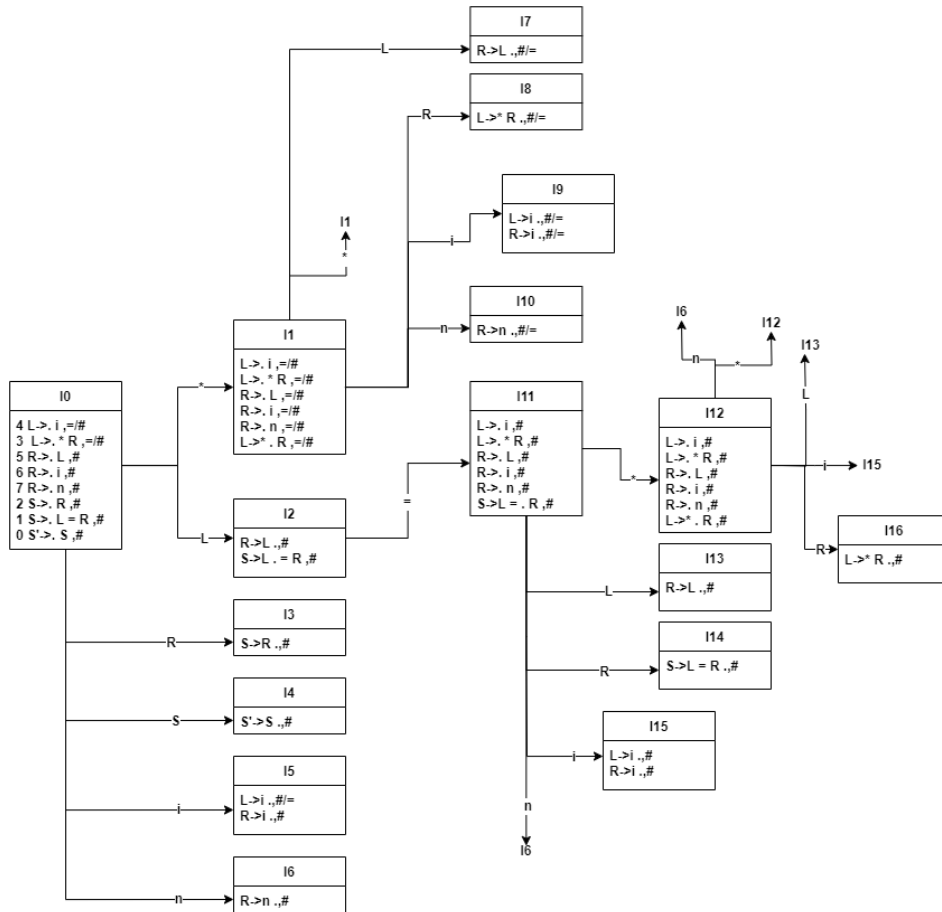 I7
R->L .,#/=
L
I8
L->* R .,#/=
R
I9
L->i .,#/=
R->i .,#/=
i
I1
*
I10
R->n .,#/=
n
I1
L->. i ,=/#
L->. * R ,=/#
R->. L ,=/#
R->. i ,=/#
R->. n ,=/#
L->* . R ,=/#
*
I0
4 L->. i ,=/#
3 L->. * R ,=/#
5 R->. L ,#
6 R->. i ,#
7 R->. n ,#
2 S->. R ,#
1 S->. L = R ,#
0 S'->. S ,#
I11
L->. i ,#
L->. * R ,#
R->. L ,#
R->. i ,#
R->. n ,#
S->L = . R ,#
=
*
I6
n
I12
*
I13
L
I12
L->. i ,#
L->. * R ,#
R->. L ,#
R->. i ,#
R->. n ,#
L->* . R ,#
i
I15
I16
L->* R .,#
R
L
I2
R->L .,#
S->L . = R ,#
L
I13
R->L .,#
R
I3
S->R .,#
R
I14
S->L = R .,#
S
I4
S'->S .,#
i
I15
L->i .,#
R->i .,#
i
I5
L->i .,#/=
R->i .,#
n
I6
n
I6
R->n .,#